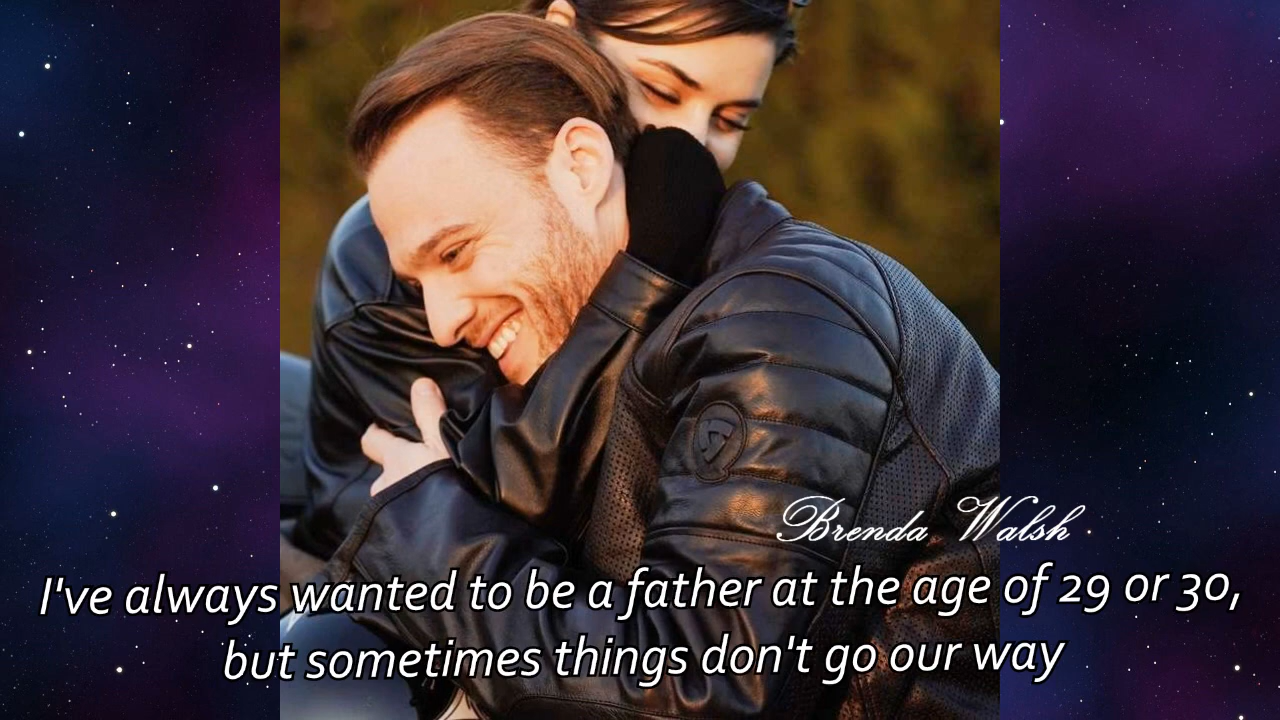 Brenda Walsh
I've always wanted to be a father at the age of 29 or 30,
but sometimes things don't go our way